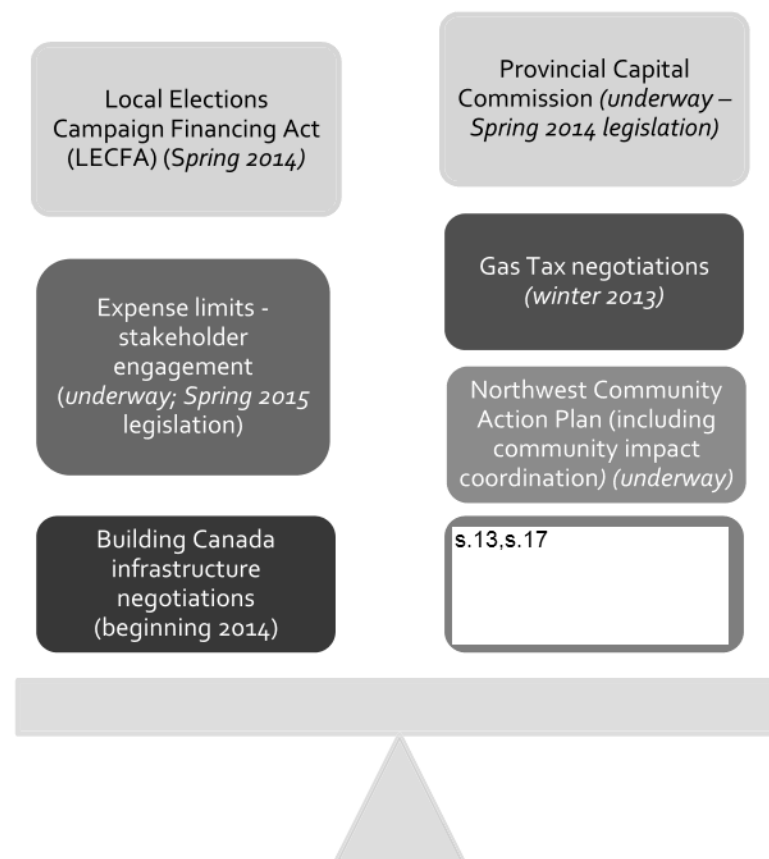 Local Elections
Campaign Financing Act
(LECFA) (Spring 2014)
Expense limits -
stakeholder
engagement
(underway; Spring 2015
legislation)
Building Canada
infrastructure
negotiations
(beginning 2014)
Provincial Capital
Commission (underway –
Spring 2014 legislation)
Gas Tax negotiations
(winter 2013)
Northwest Community
Action Plan (including
community impact
coordination) (underway)
s.13,s.17